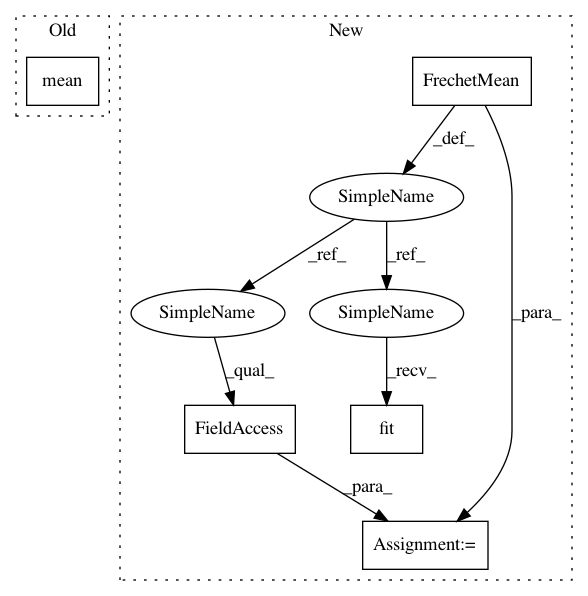 Old
New
mean
FrechetMean
_def_
SimpleName
_ref_
_ref_
SimpleName
SimpleName
_para_
_qual_
_recv_
FieldAccess
fit
_para_
Assignment:=